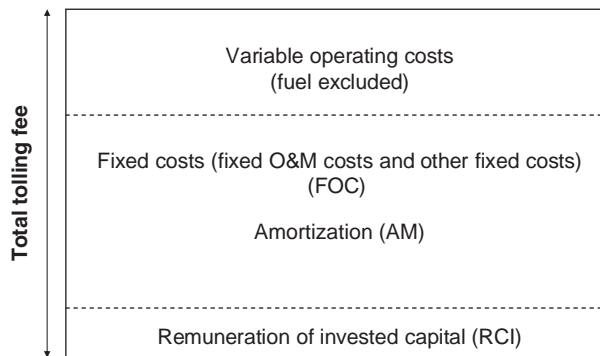 Total tolling fee
Variable operating costs
(fuel excluded)
Fixed costs (fixed O&M costs and other fixed costs)
(FOC)
Amortization (AM)
Remuneration of invested capital (RCI)